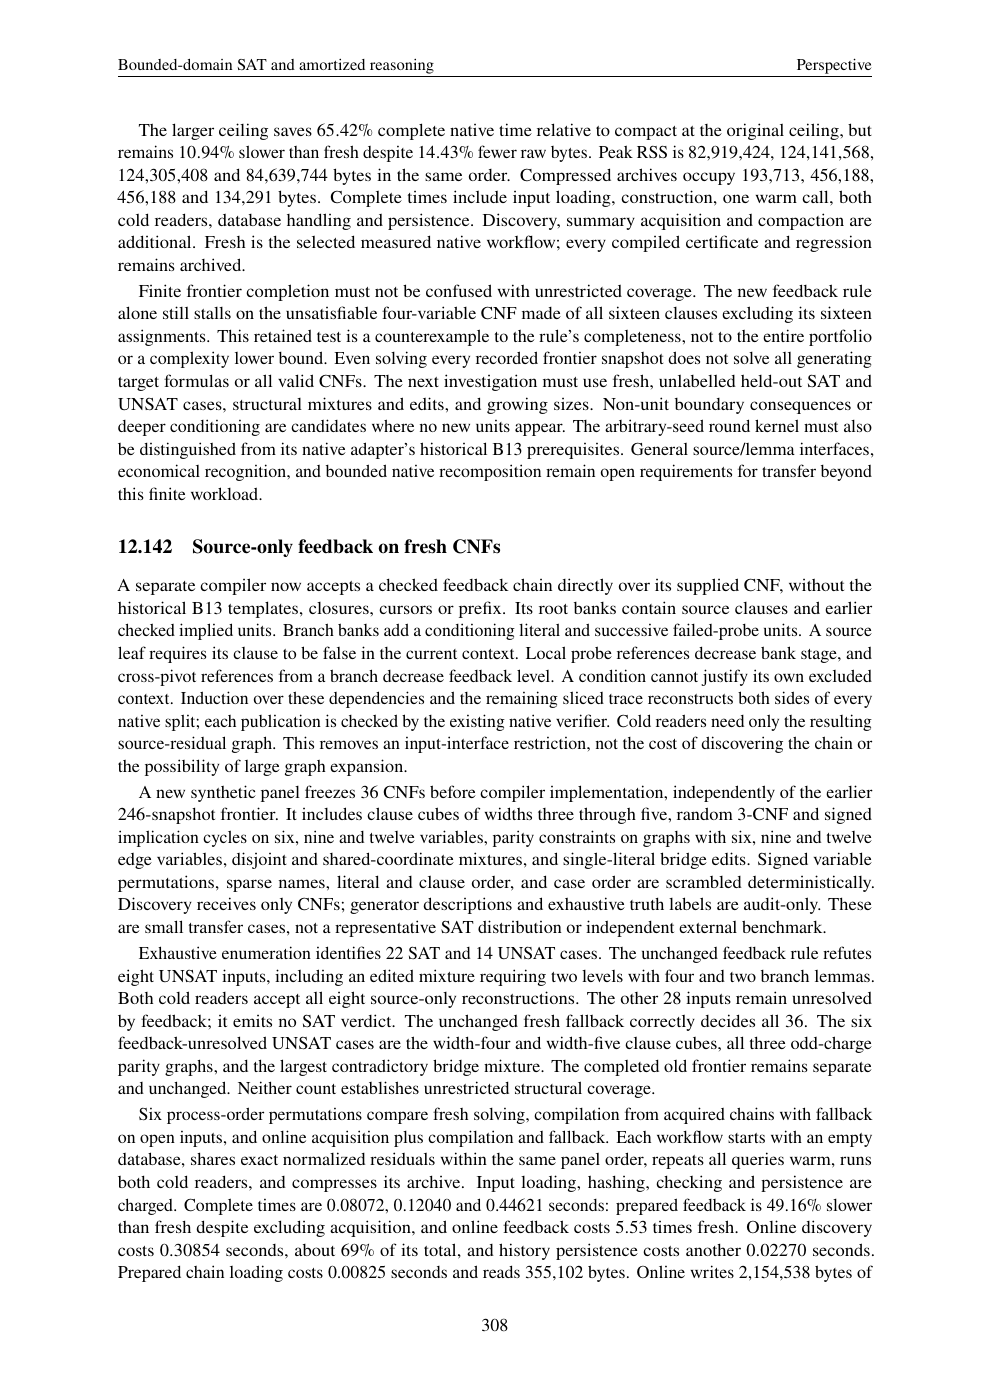 Bounded-domain SAT and amortized reasoning Perspective
The larger ceiling saves 65.42% complete native time relative to compact at the original ceiling, but
remains 10.94% slower than fresh despite 14.43% fewer raw bytes. Peak RSS is 82,919,424, 124,141,568,
124,305,408 and 84,639,744 bytes in the same order. Compressed archives occupy 193,713, 456,188,
456,188 and 134,291 bytes. Complete times include input loading, construction, one warm call, both
cold readers, database handling and persistence. Discovery, summary acquisition and compaction are
additional. Fresh is the selected measured native workflow; every compiled certificate and regression
remains archived.
Finite frontier completion must not be confused with unrestricted coverage. The new feedback rule
alone still stalls on the unsatisfiable four-variable CNF made of all sixteen clauses excluding its sixteen
assignments. This retained test is a counterexample to the rule's completeness, not to the entire portfolio
or a complexity lower bound. Even solving every recorded frontier snapshot does not solve all generating
target formulas or all valid CNFs. The next investigation must use fresh, unlabelled held-out SAT and
UNSAT cases, structural mixtures and edits, and growing sizes. Non-unit boundary consequences or
deeper conditioning are candidates where no new units appear. The arbitrary-seed round kernel must also
be distinguished from its native adapter's historical B13 prerequisites. General source/lemma interfaces,
economical recognition, and bounded native recomposition remain open requirements for transfer beyond
this finite workload.
12.142 Source-only feedback on fresh CNFs
A separate compiler now accepts a checked feedback chain directly over its supplied CNF, without the
historical B13 templates, closures, cursors or prefix. Its root banks contain source clauses and earlier
checked implied units. Branch banks add a conditioning literal and successive failed-probe units. A source
leaf requires its clause to be false in the current context. Local probe references decrease bank stage, and
cross-pivot references from a branch decrease feedback level. A condition cannot justify its own excluded
context. Induction over these dependencies and the remaining sliced trace reconstructs both sides of every
native split; each publication is checked by the existing native verifier. Cold readers need only the resulting
source-residual graph. This removes an input-interface restriction, not the cost of discovering the chain or
the possibility of large graph expansion.
A new synthetic panel freezes 36 CNFs before compiler implementation, independently of the earlier
246-snapshot frontier. It includes clause cubes of widths three through five, random 3-CNF and signed
implication cycles on six, nine and twelve variables, parity constraints on graphs with six, nine and twelve
edge variables, disjoint and shared-coordinate mixtures, and single-literal bridge edits. Signed variable
permutations, sparse names, literal and clause order, and case order are scrambled deterministically.
Discovery receives only CNFs; generator descriptions and exhaustive truth labels are audit-only. These
are small transfer cases, not a representative SAT distribution or independent external benchmark.
Exhaustive enumeration identifies 22 SAT and 14 UNSAT cases. The unchanged feedback rule refutes
eight UNSAT inputs, including an edited mixture requiring two levels with four and two branch lemmas.
Both cold readers accept all eight source-only reconstructions. The other 28 inputs remain unresolved
by feedback; it emits no SAT verdict. The unchanged fresh fallback correctly decides all 36. The six
feedback-unresolved UNSAT cases are the width-four and width-five clause cubes, all three odd-charge
parity graphs, and the largest contradictory bridge mixture. The completed old frontier remains separate
and unchanged. Neither count establishes unrestricted structural coverage.
Six process-order permutations compare fresh solving, compilation from acquired chains with fallback
on open inputs, and online acquisition plus compilation and fallback. Each workflow starts with an empty
database, shares exact normalized residuals within the same panel order, repeats all queries warm, runs
both cold readers, and compresses its archive. Input loading, hashing, checking and persistence are
charged. Complete times are 0.08072, 0.12040 and 0.44621 seconds: prepared feedback is 49.16% slower
than fresh despite excluding acquisition, and online feedback costs 5.53 times fresh. Online discovery
costs 0.30854 seconds, about 69% of its total, and history persistence costs another 0.02270 seconds.
Prepared chain loading costs 0.00825 seconds and reads 355,102 bytes. Online writes 2,154,538 bytes of
308